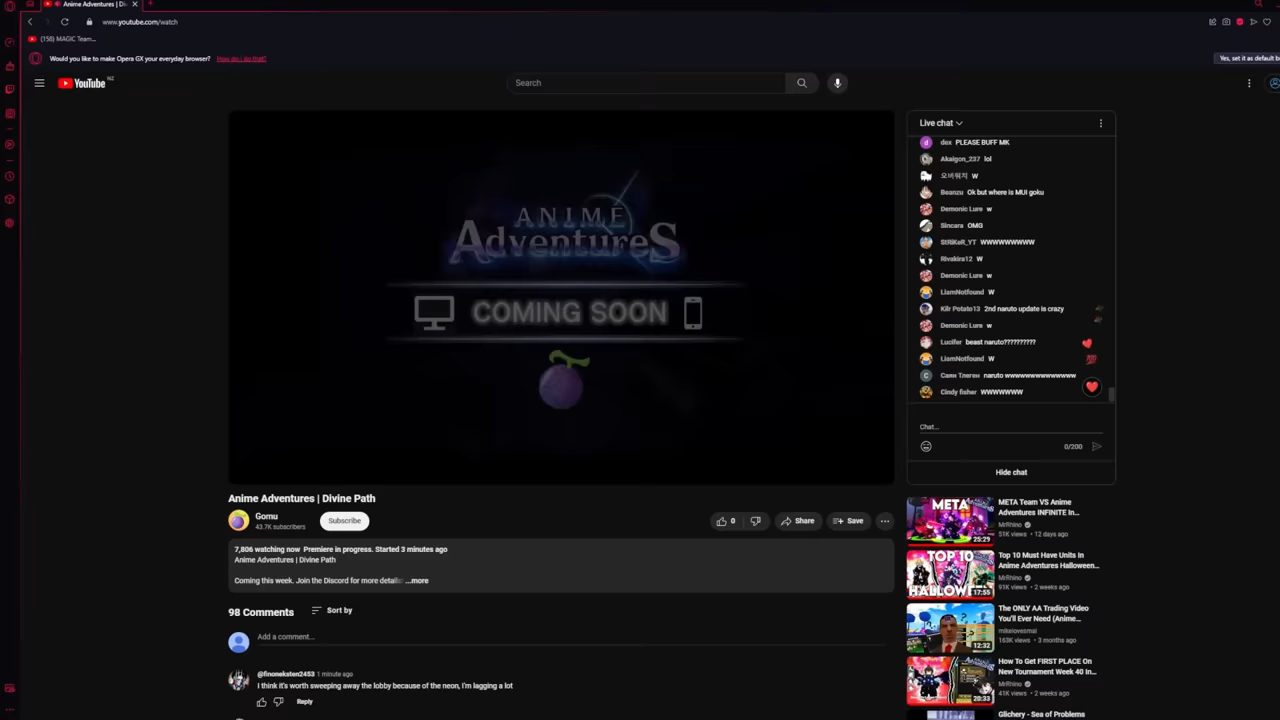 Anime Adventures | Di
www.youtube.com/watch
(158) MAGIC Team...
Would you like to make Opera GX your everyday browser?
How do I do that?
Yes, set it as default b
YouTube NZ
Search
ANIME
AdventureS
COMING SOON
Live chat
dex PLEASE BUFF MK
Akaigon_237 lol
오버워치 W
Beanzu Ok but where is MUI goku
Demonic Lure w
Sincara OMG
StRiKeR_YT WWWWWWWWW
Rivakira12 W
Demonic Lure w
LiamNotfound W
Kilr Potato13 2nd naruto update is crazy
Demonic Lure w
Lucifer beast naruto??????????
LiamNotfound W
Саян Тлеген naruto wwwwwwwwwwwwwww
Cindy fisher WWWWWWW
Chat...
0/200
Hide chat
Anime Adventures | Divine Path
Gomu
43.7K subscribers
Subscribe
0
Share
Save
7,806 watching now Premiere in progress. Started 3 minutes ago
Anime Adventures | Divine Path
Coming this week. Join the Discord for more details ...more
98 Comments
Sort by
Add a comment...
@finoneksten2453 1 minute ago
I think it's worth sweeping away the lobby because of the neon, I'm lagging a lot
Reply
META
25:29
META Team VS Anime
Adventures INFINITE In...
MrRhino
51K views • 12 days ago
TOP 10
HALLOWE
17:55
Top 10 Must Have Units In
Anime Adventures Halloween...
MrRhino
91K views • 2 weeks ago
12:32
The ONLY AA Trading Video
You'll Ever Need (Anime...
mikelovesmai
163K views • 3 months ago
20:33
How To Get FIRST PLACE On
New Tournament Week 40 In...
MrRhino
41K views • 2 weeks ago
Glichery - Sea of Problems